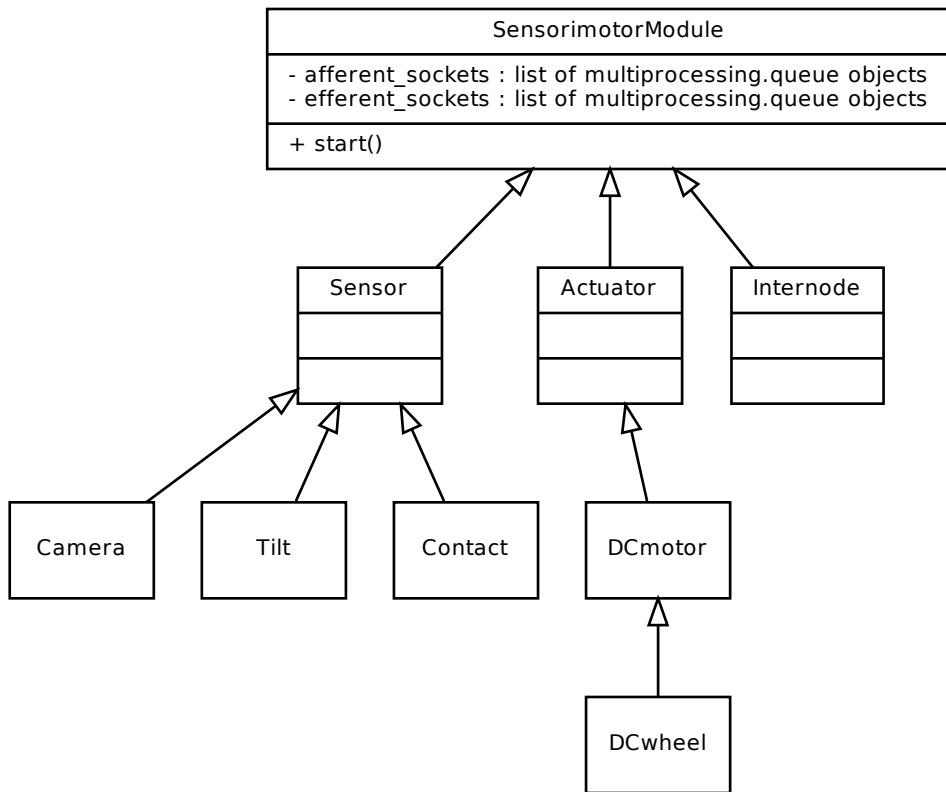 SensorimotorModule
- afferent_sockets : list of multiprocessing.queue objects
- efferent_sockets : list of multiprocessing.queue objects
+ start()
Sensor
Actuator
Internode
Camera
Tilt
Contact
DCmotor
DCwheel